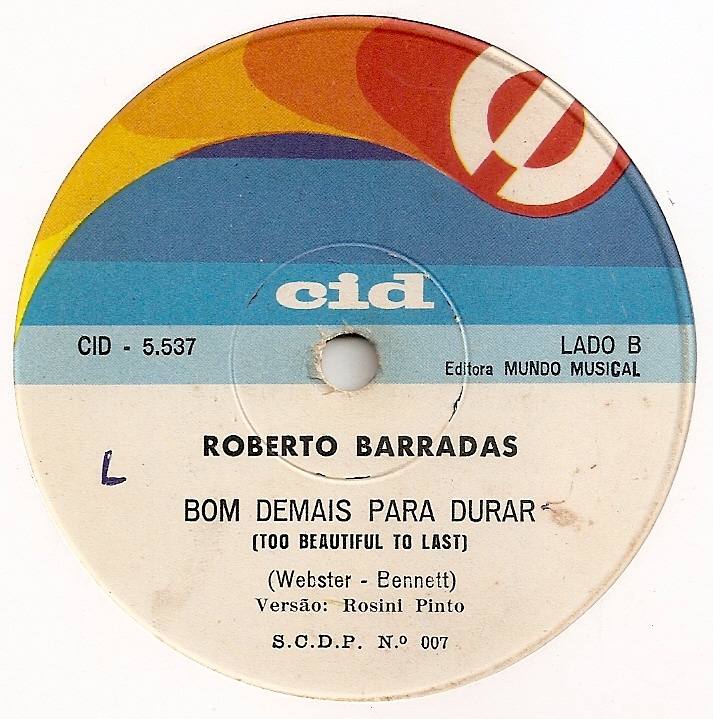 cid
CID - 5.537
LADO B
Editora MUNDO MUSICAL
ROBERTO BARRADAS
L
BOM DEMAIS PARA DURAR
(TOO BEAUTIFUL TO LAST)
(Webster - Bennett)
Versão: Rosini Pinto
S.C.D.P. N.º 007